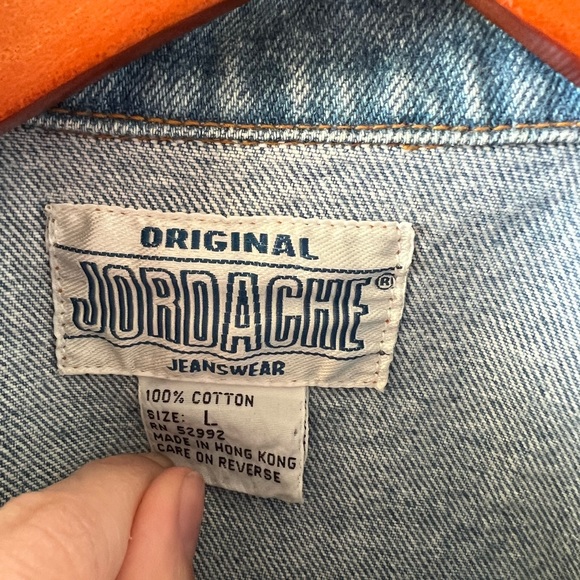 ORIGINAL
JORDACHE®
JEANSWEAR
100% COTTON
SIZE: L
RN 52992
MADE IN HONG KONG
CARE ON REVERSE